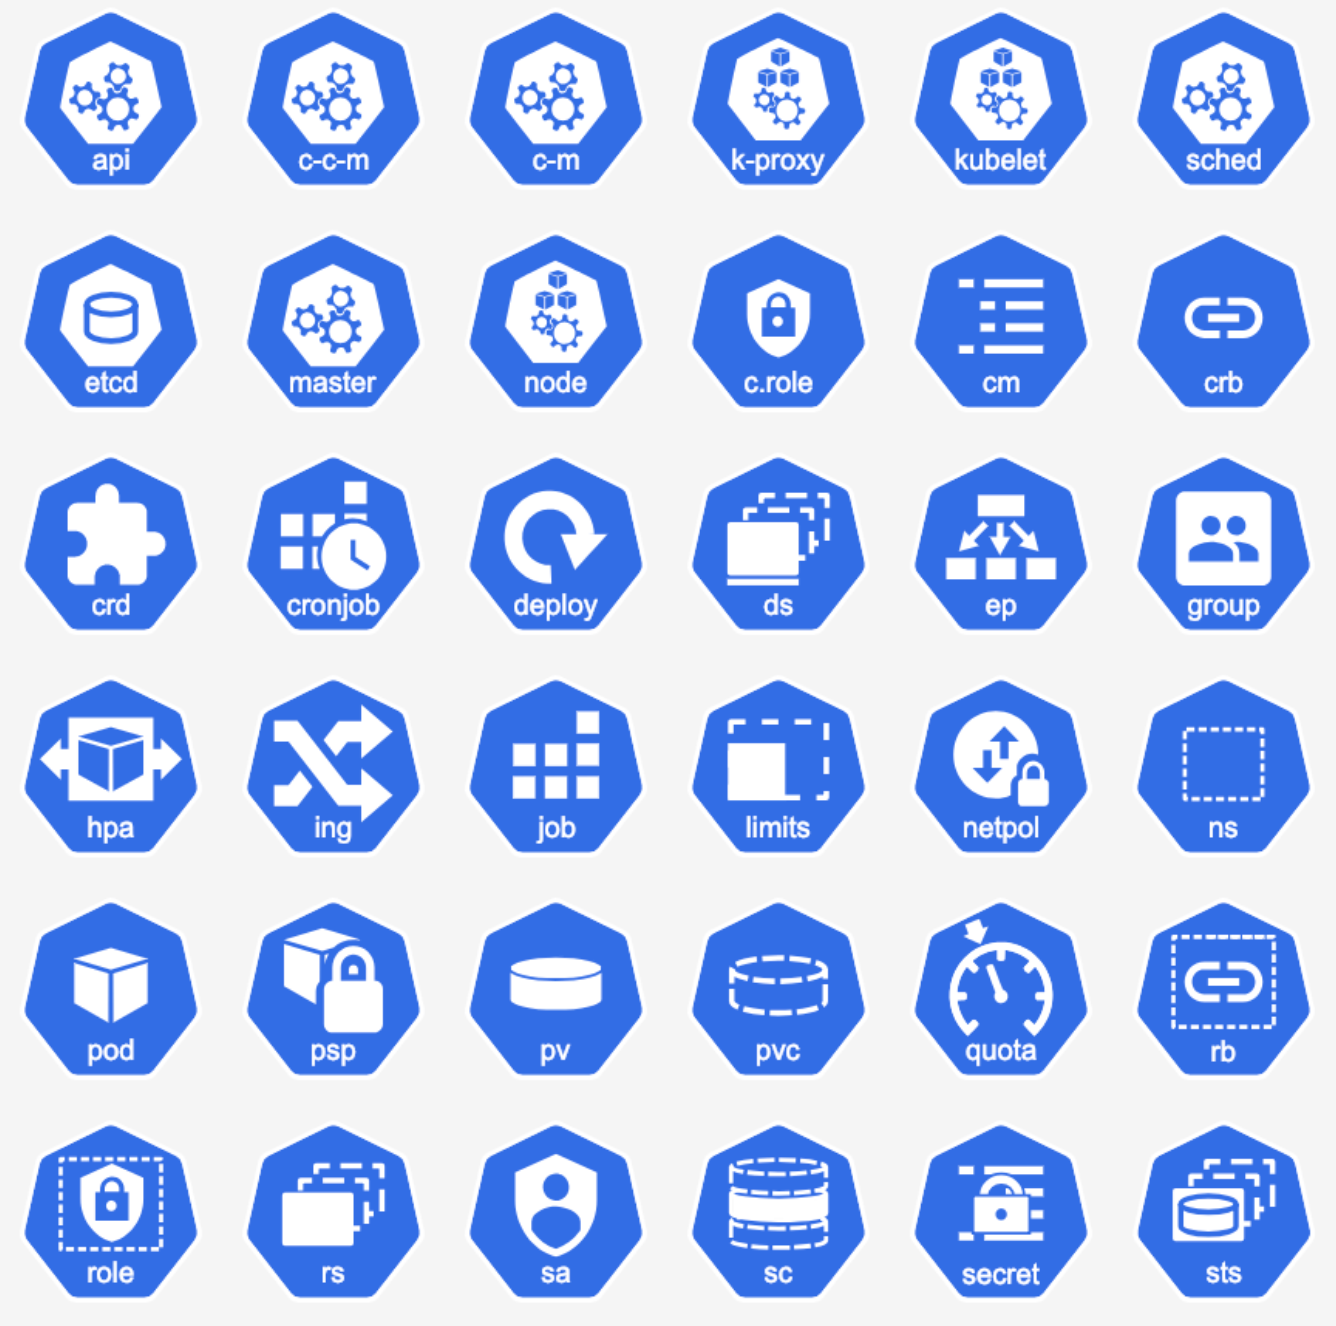 api
c-c-m
c-m
k-proxy
kubelet
sched
etcd
master
node
c.role
cm
crb
crd
cronjob
deploy
ds
ep
group
hpa
ing
job
limits
netpol
ns
pod
psp
pv
pvc
quota
rb
role
rs
sa
sc
secret
sts